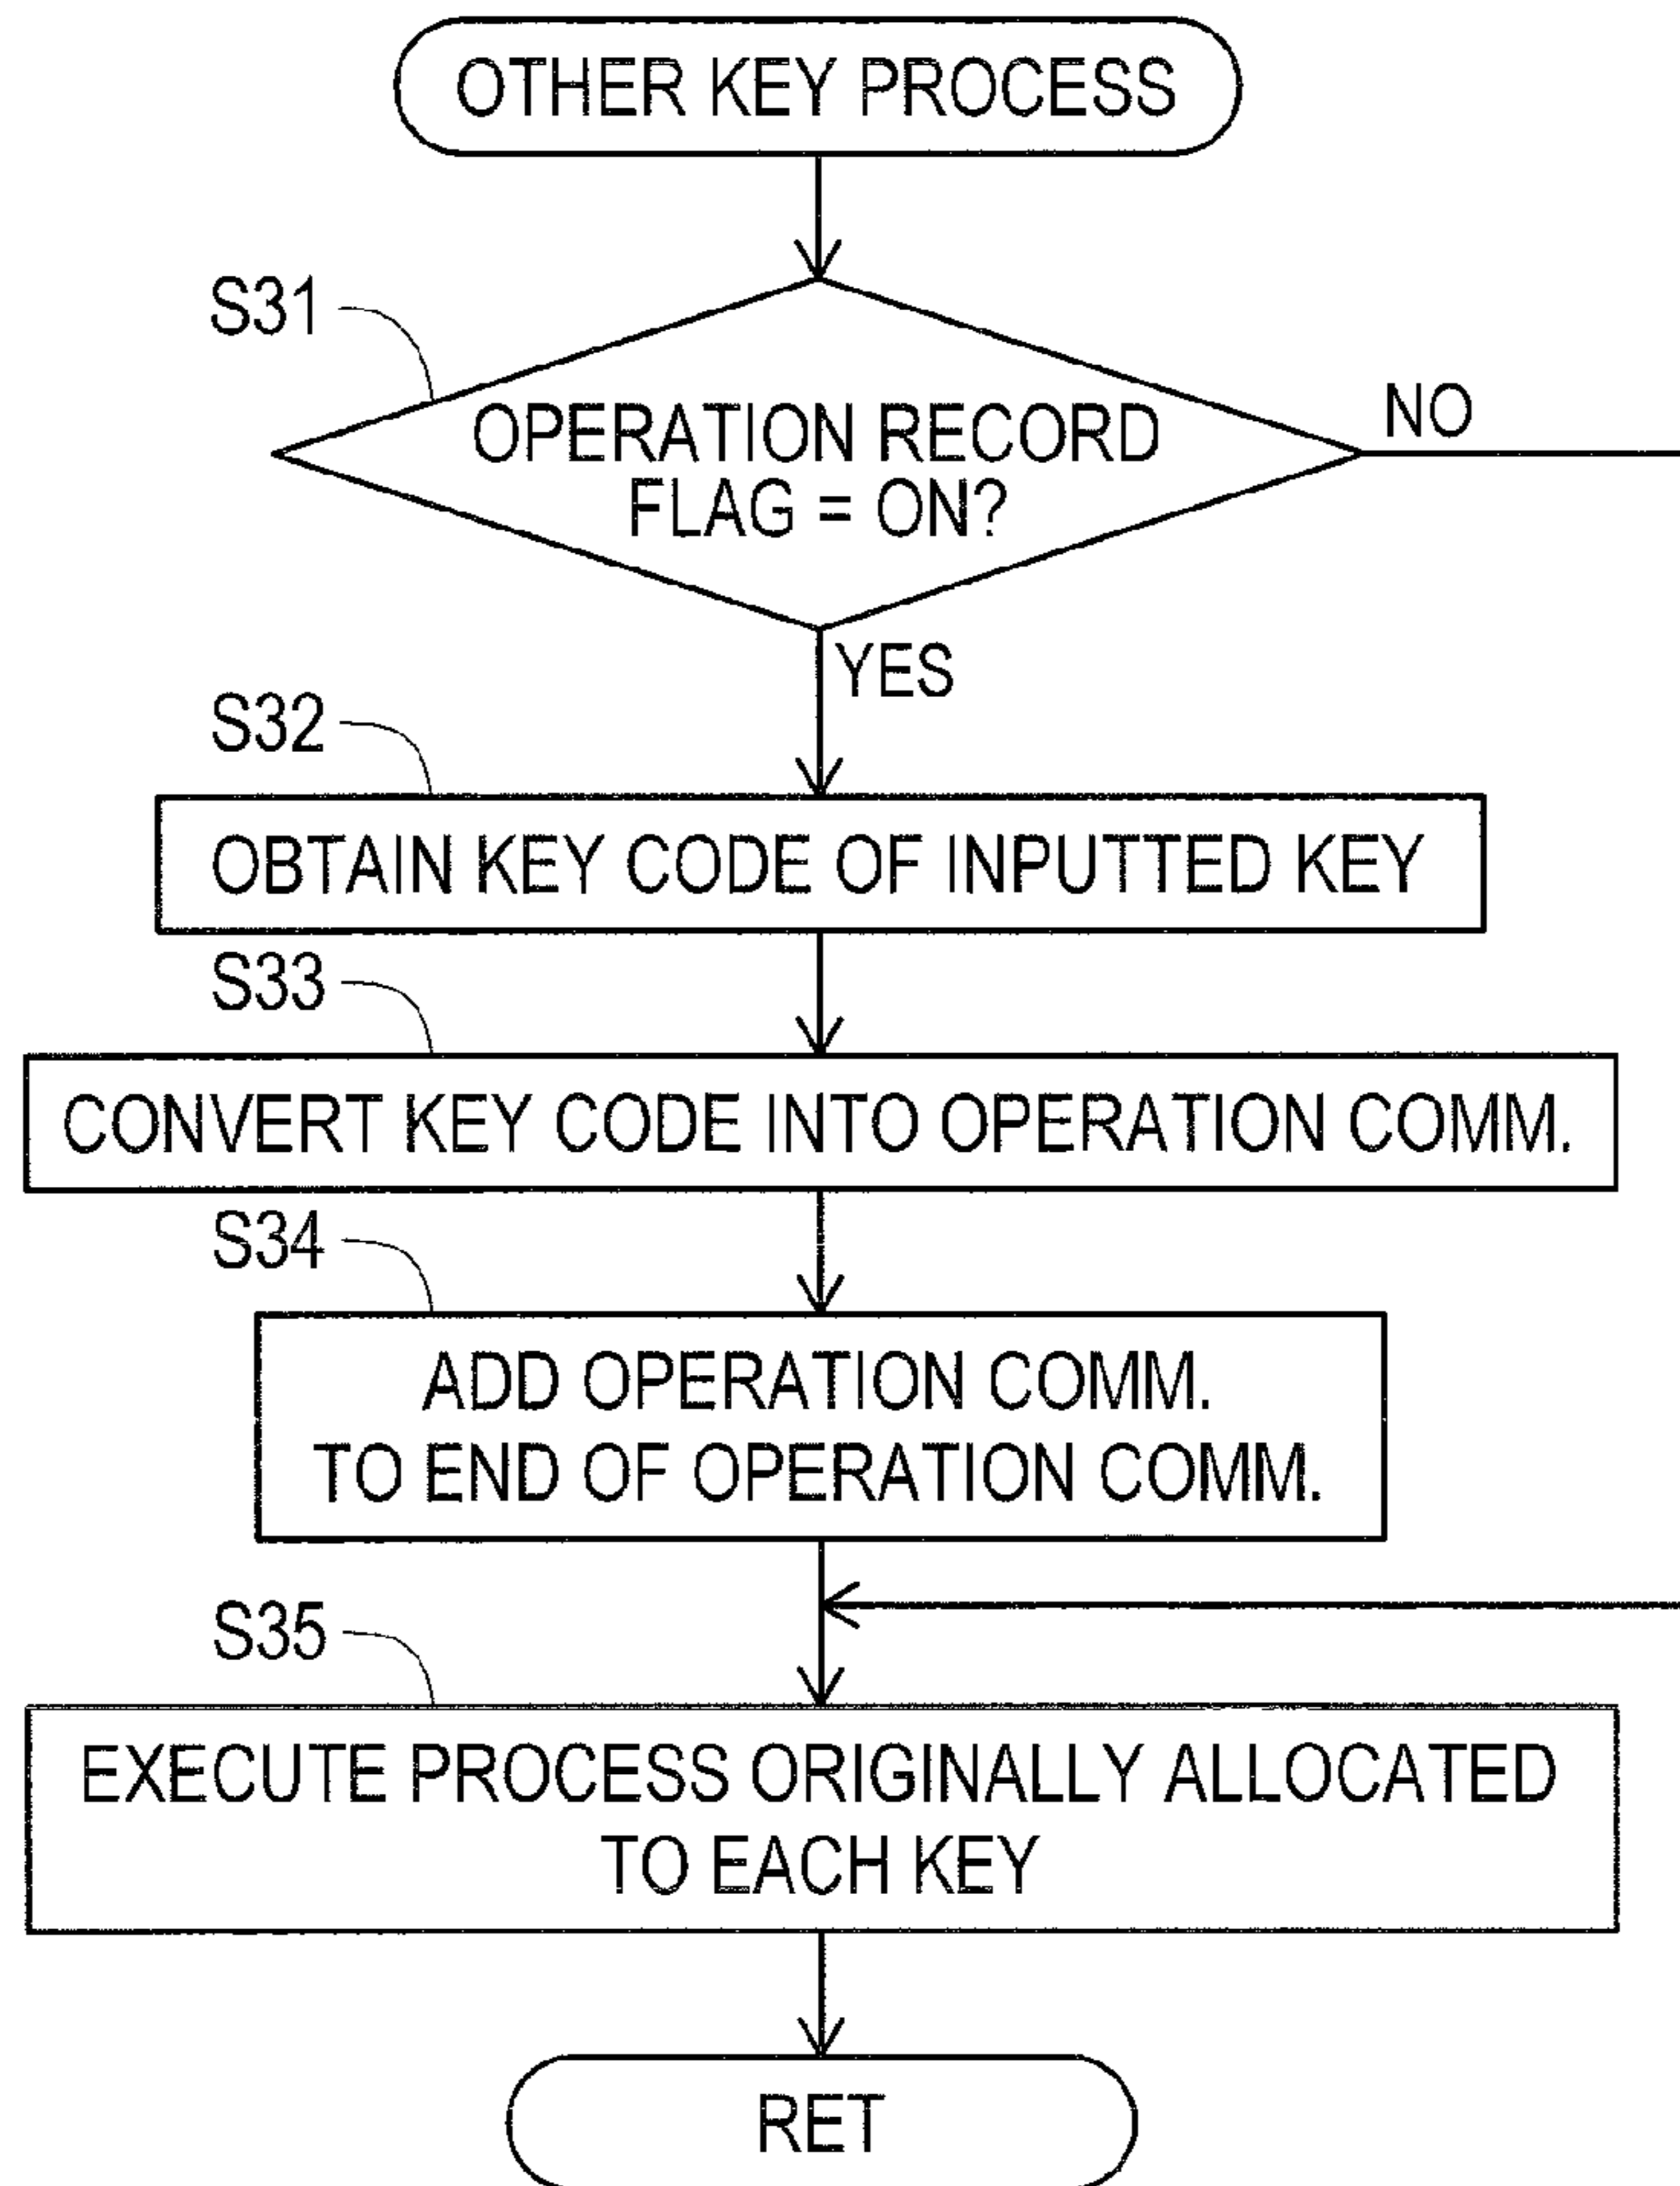 OTHER KEY PROCESS
S31
OPERATION RECORD
FLAG = ON?
NO
YES
S32
OBTAIN KEY CODE OF INPUTTED KEY
S33
CONVERT KEY CODE INTO OPERATION COMM.
S34
ADD OPERATION COMM.
TO END OF OPERATION COMM.
S35
EXECUTE PROCESS ORIGINALLY ALLOCATED
TO EACH KEY
RET